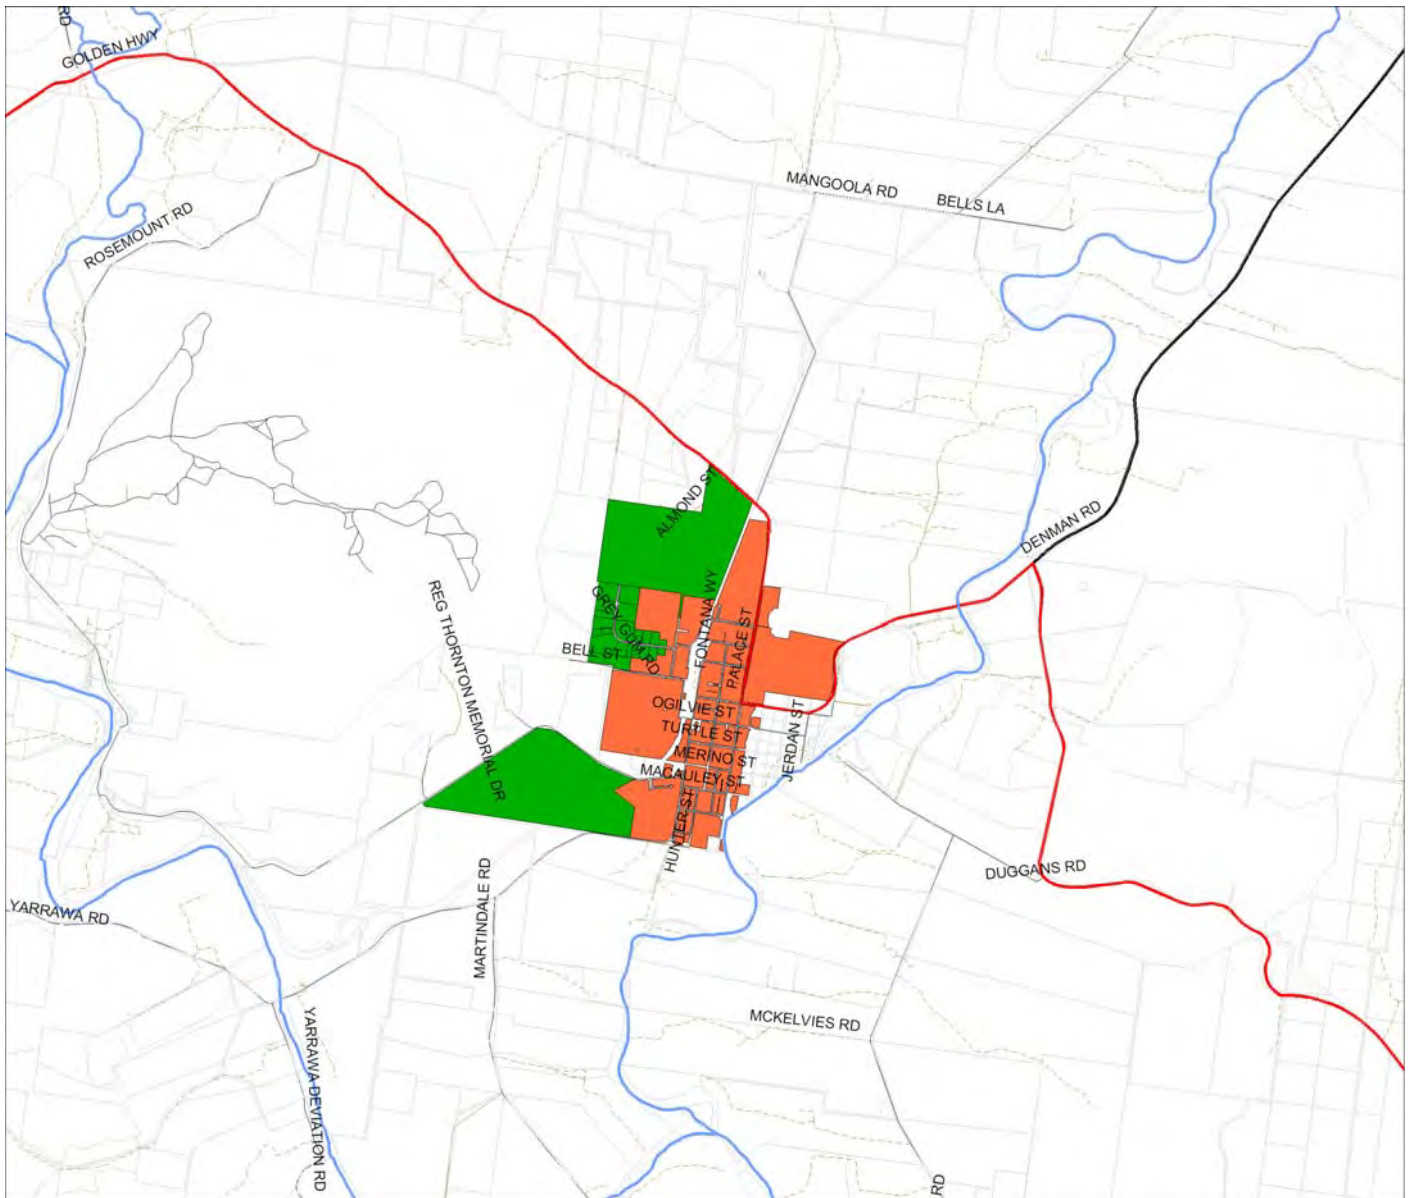 RD
GOLDEN HWY
MANGOOLA RD
BELLS LA
ROSEMOUNT RD
ALMOND ST
DENMAN RD
GREY GUM RD
FONTANA WY
PALACE ST
REG THORNTON MEMORIAL DR
BELL ST
OGILVIE ST
TURTLE ST
JERDAN ST
MERINO ST
MACAULEY ST
HUNTER ST
DUGGANS RD
MARTINDALE RD
YARRAWA RD
MCKELVIES RD
YARRAWA DEVIATION RD
RD